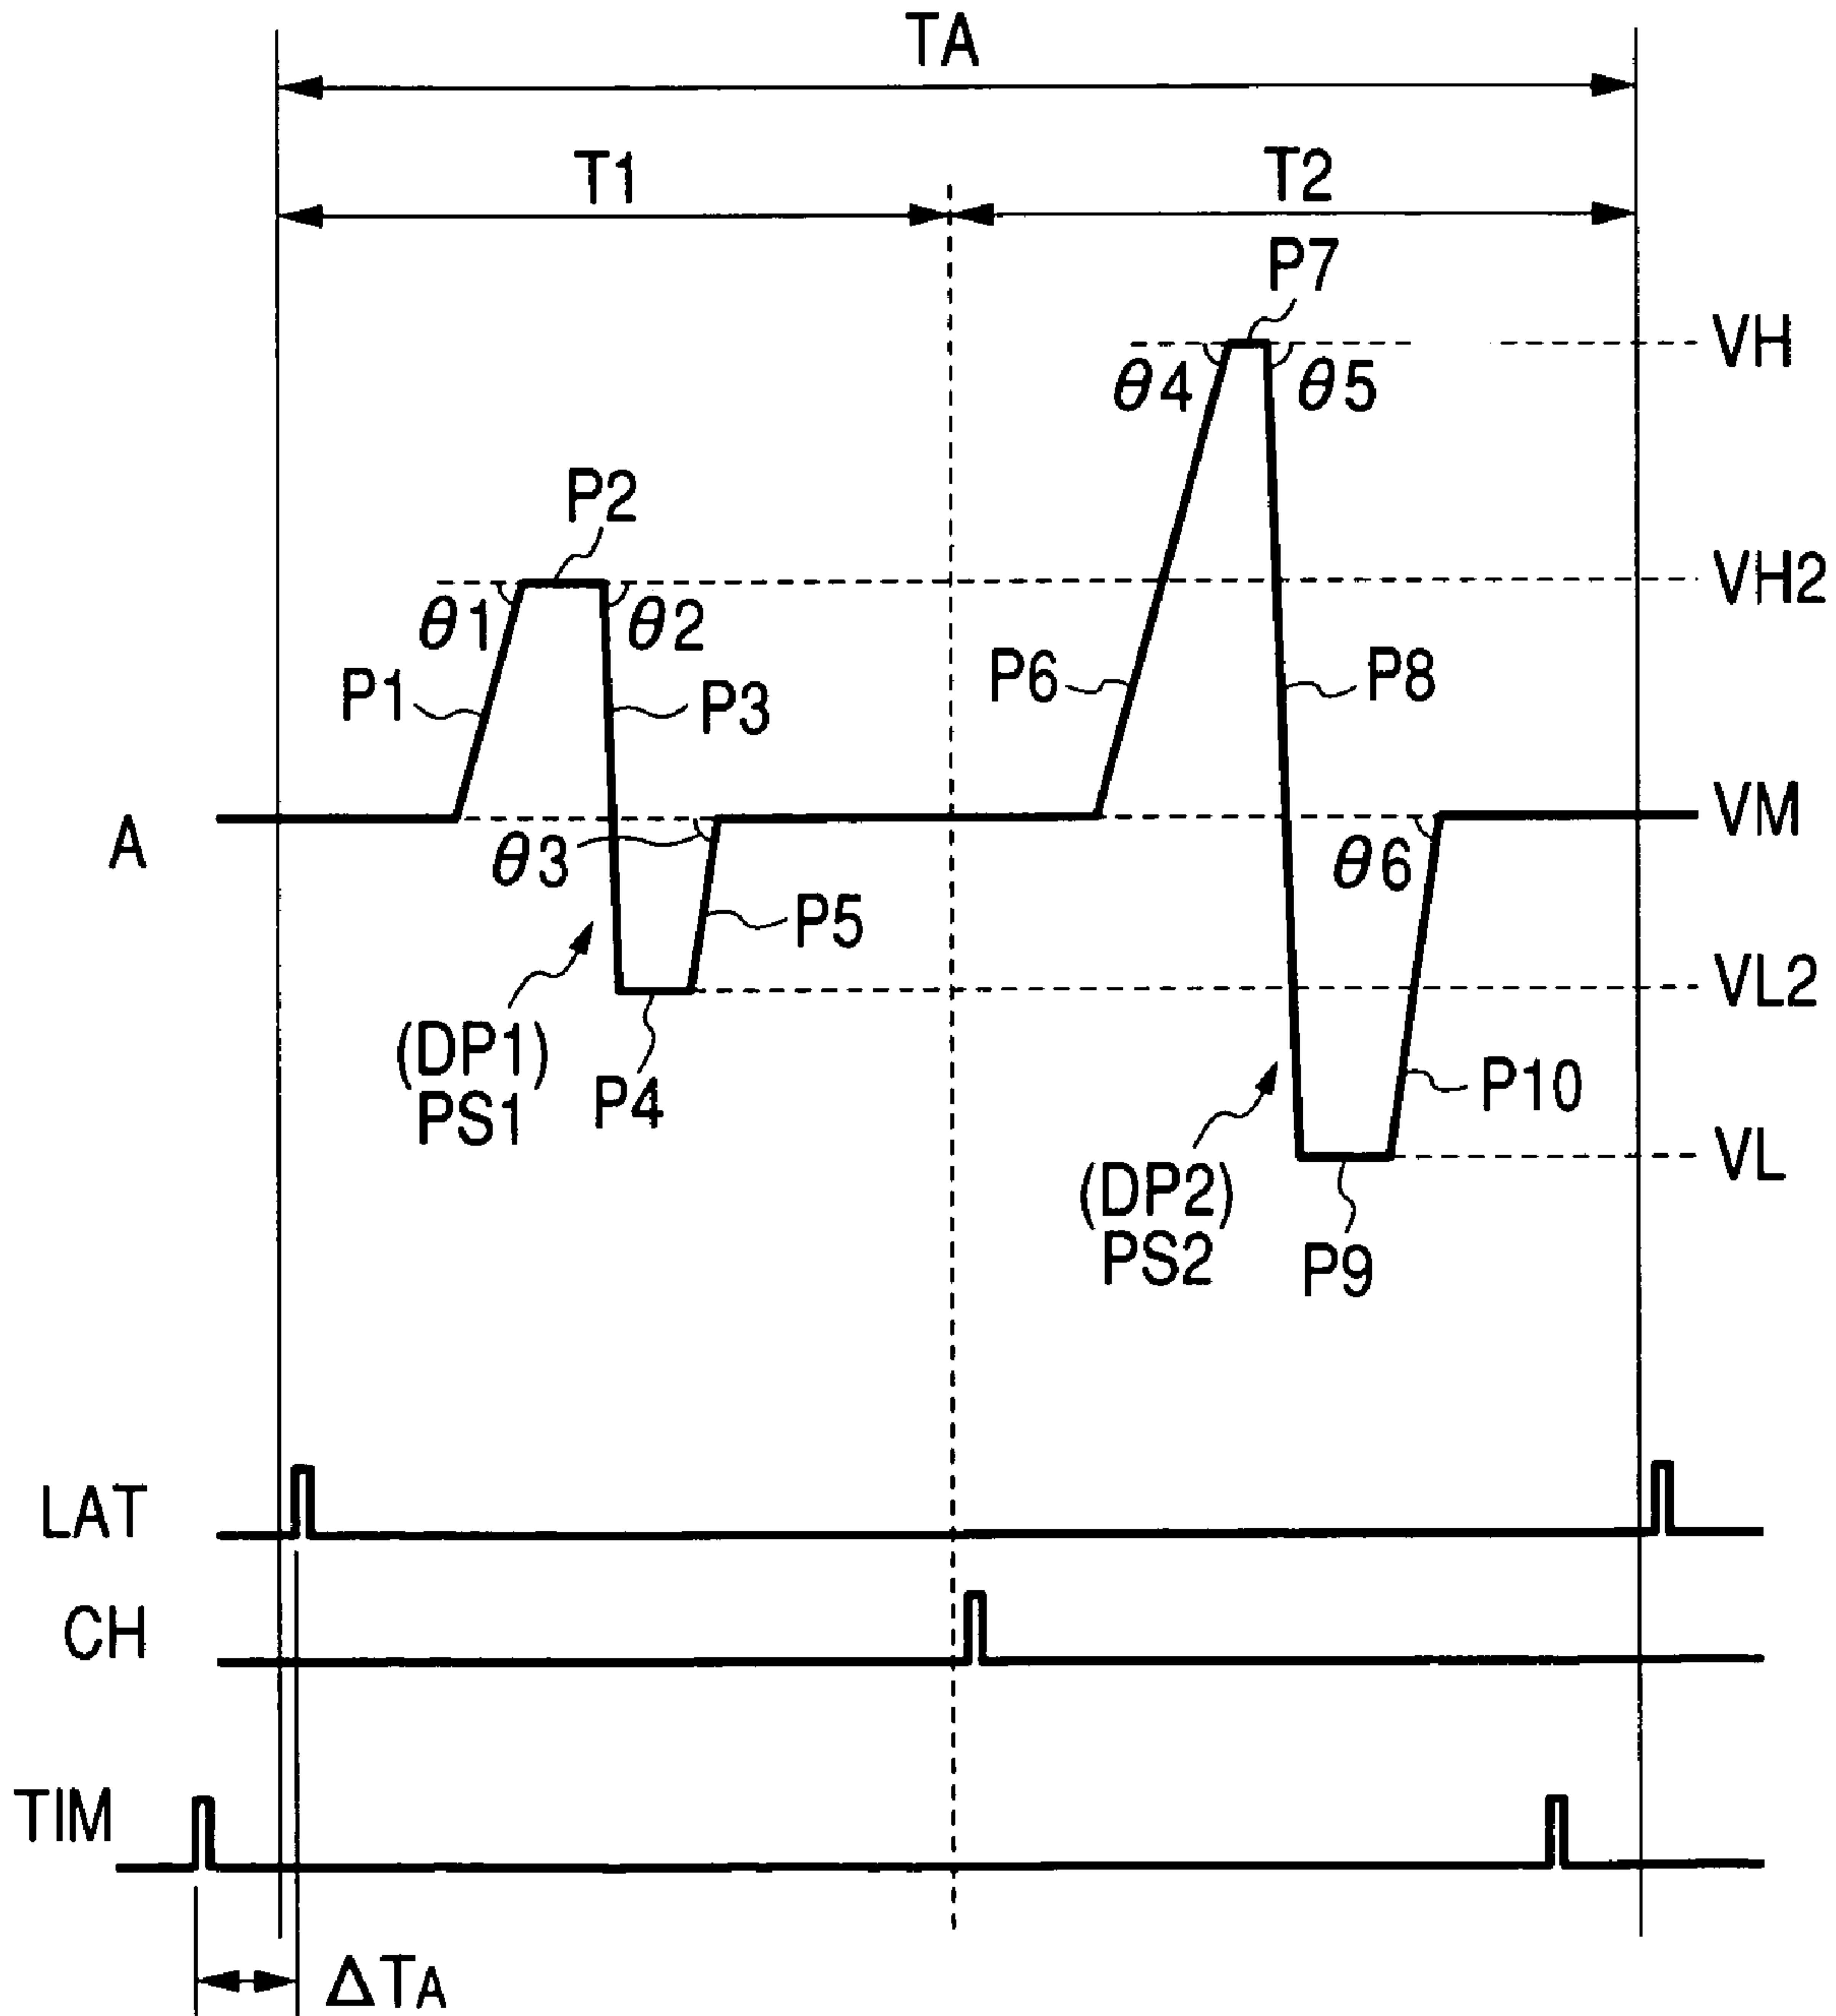 TA
T1
T2
P7
VH
θ4
θ5
P2
VH2
θ1
θ2
P1
P3
P6
P8
A
VM
θ3
θ6
P5
VL2
(DP1)
PS1
P4
P10
VL
(DP2)
PS2
P9
LAT
CH
TIM
ΔTA